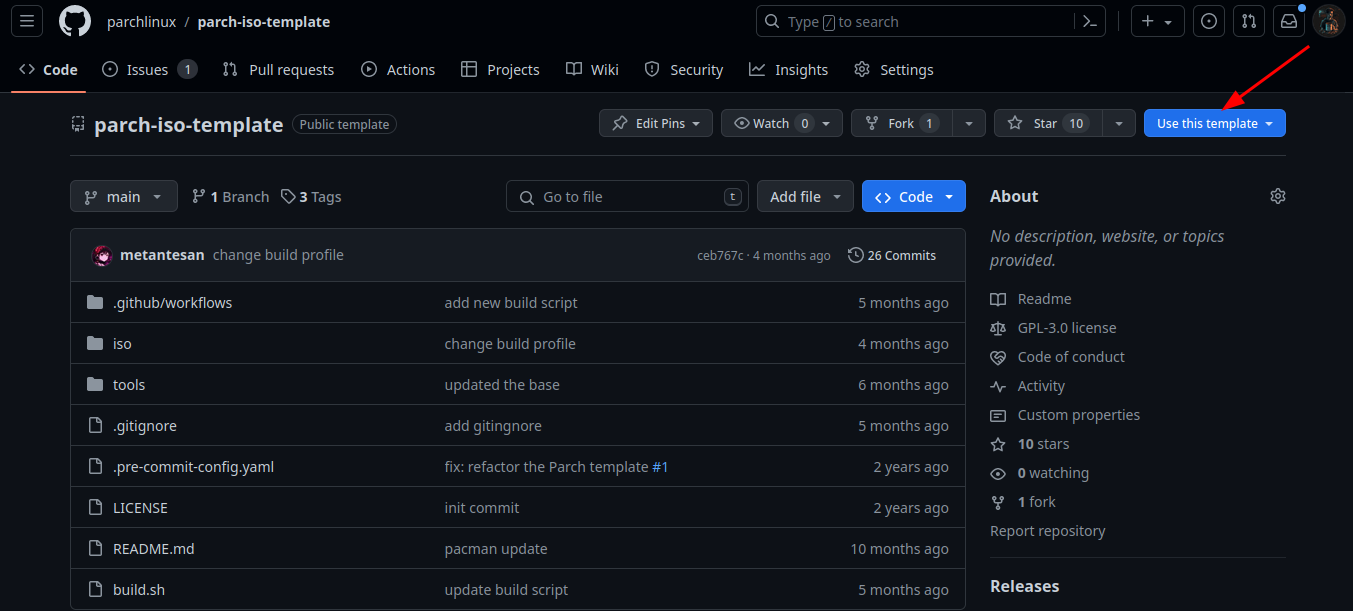 parchlinux / parch-iso-template
Type / to search
Code
Issues 1
Pull requests
Actions
Projects
Wiki
Security
Insights
Settings
parch-iso-template Public template
Edit Pins
Watch 0
Fork 1
Star 10
Use this template
main
1 Branch
3 Tags
Go to file t
Add file
Code
metantesan change build profile ceb767c · 4 months ago 26 Commits
.github/workflows add new build script 5 months ago
iso change build profile 4 months ago
tools updated the base 6 months ago
.gitignore add gitingnore 5 months ago
.pre-commit-config.yaml fix: refactor the Parch template #1 2 years ago
LICENSE init commit 2 years ago
README.md pacman update 10 months ago
build.sh update build script 5 months ago
About
No description, website, or topics
provided.
Readme
GPL-3.0 license
Code of conduct
Activity
Custom properties
10 stars
0 watching
1 fork
Report repository
Releases